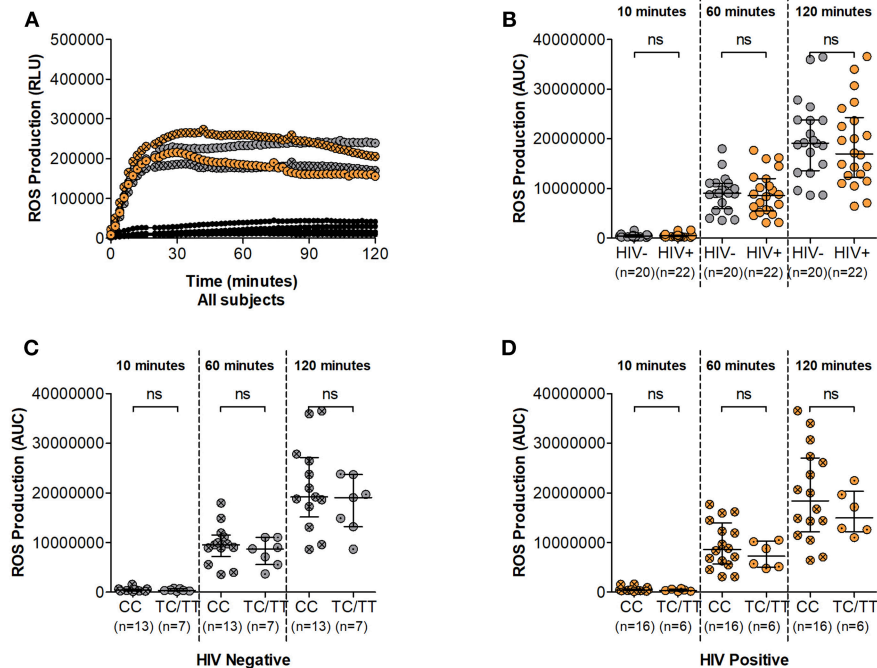 A
500000
400000
300000
200000
100000
0
ROS Production (RLU)
0 30 60 90 120
Time (minutes)
All subjects
B
10 minutes 60 minutes 120 minutes
ns ns ns
40000000
30000000
20000000
10000000
0
ROS Production (AUC)
HIV- HIV+ HIV- HIV+ HIV- HIV+
(n=20) (n=22) (n=20) (n=22) (n=20) (n=22)
C
10 minutes 60 minutes 120 minutes
ns ns ns
40000000
30000000
20000000
10000000
0
ROS Production (AUC)
CC TC/TT CC TC/TT CC TC/TT
(n=13) (n=7) (n=13) (n=7) (n=13) (n=7)
HIV Negative
D
10 minutes 60 minutes 120 minutes
ns ns ns
40000000
30000000
20000000
10000000
0
ROS Production (AUC)
CC TC/TT CC TC/TT CC TC/TT
(n=16) (n=6) (n=16) (n=6) (n=16) (n=6)
HIV Positive